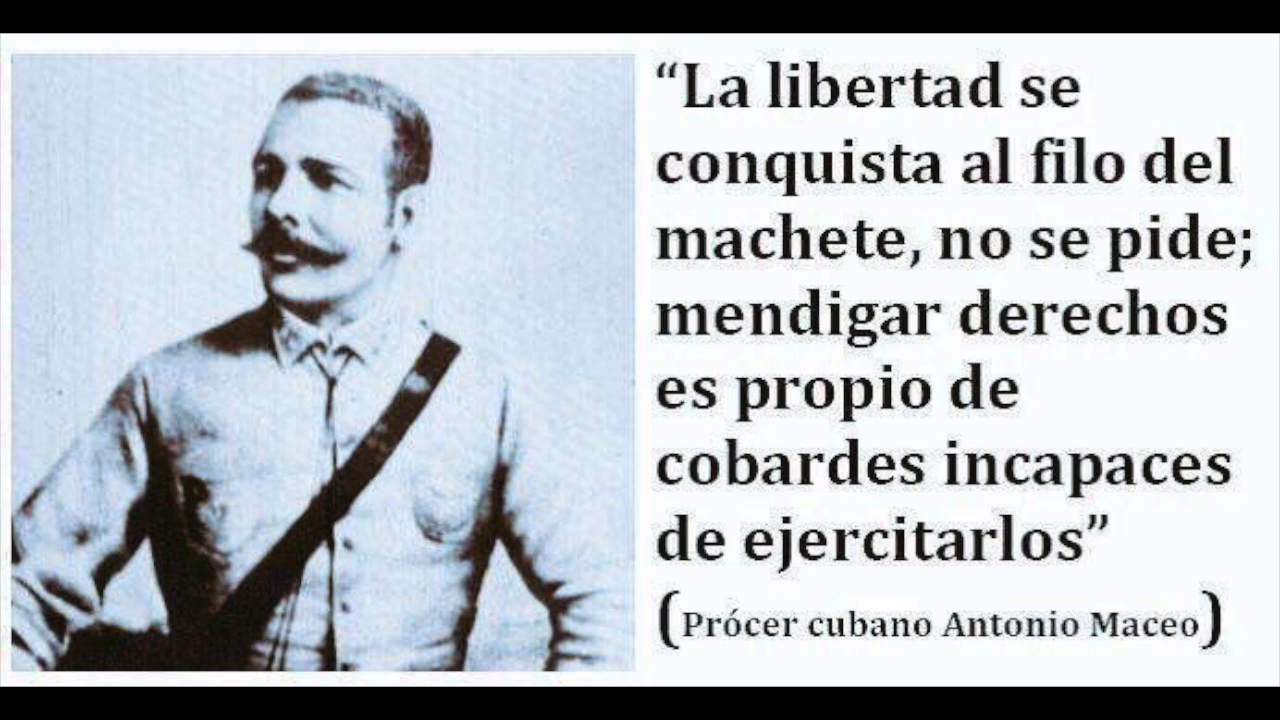 “La libertad se
conquista al filo del
machete, no se pide;
mendigar derechos
es propio de
cobardes incapaces
de ejercitarlos”
(Prócer cubano Antonio Maceo)